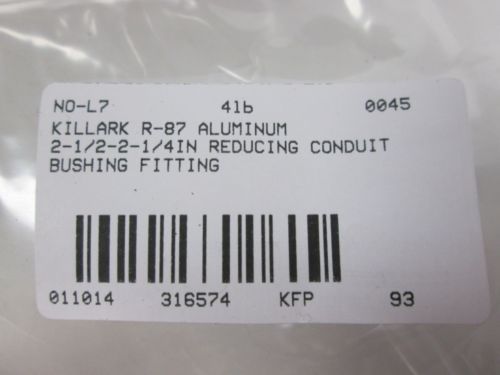 NO-L7 41b 0045
KILLARK R-87 ALUMINUM
2-1/2-2-1/4IN REDUCING CONDUIT
BUSHING FITTING
011014 316574 KFP 93